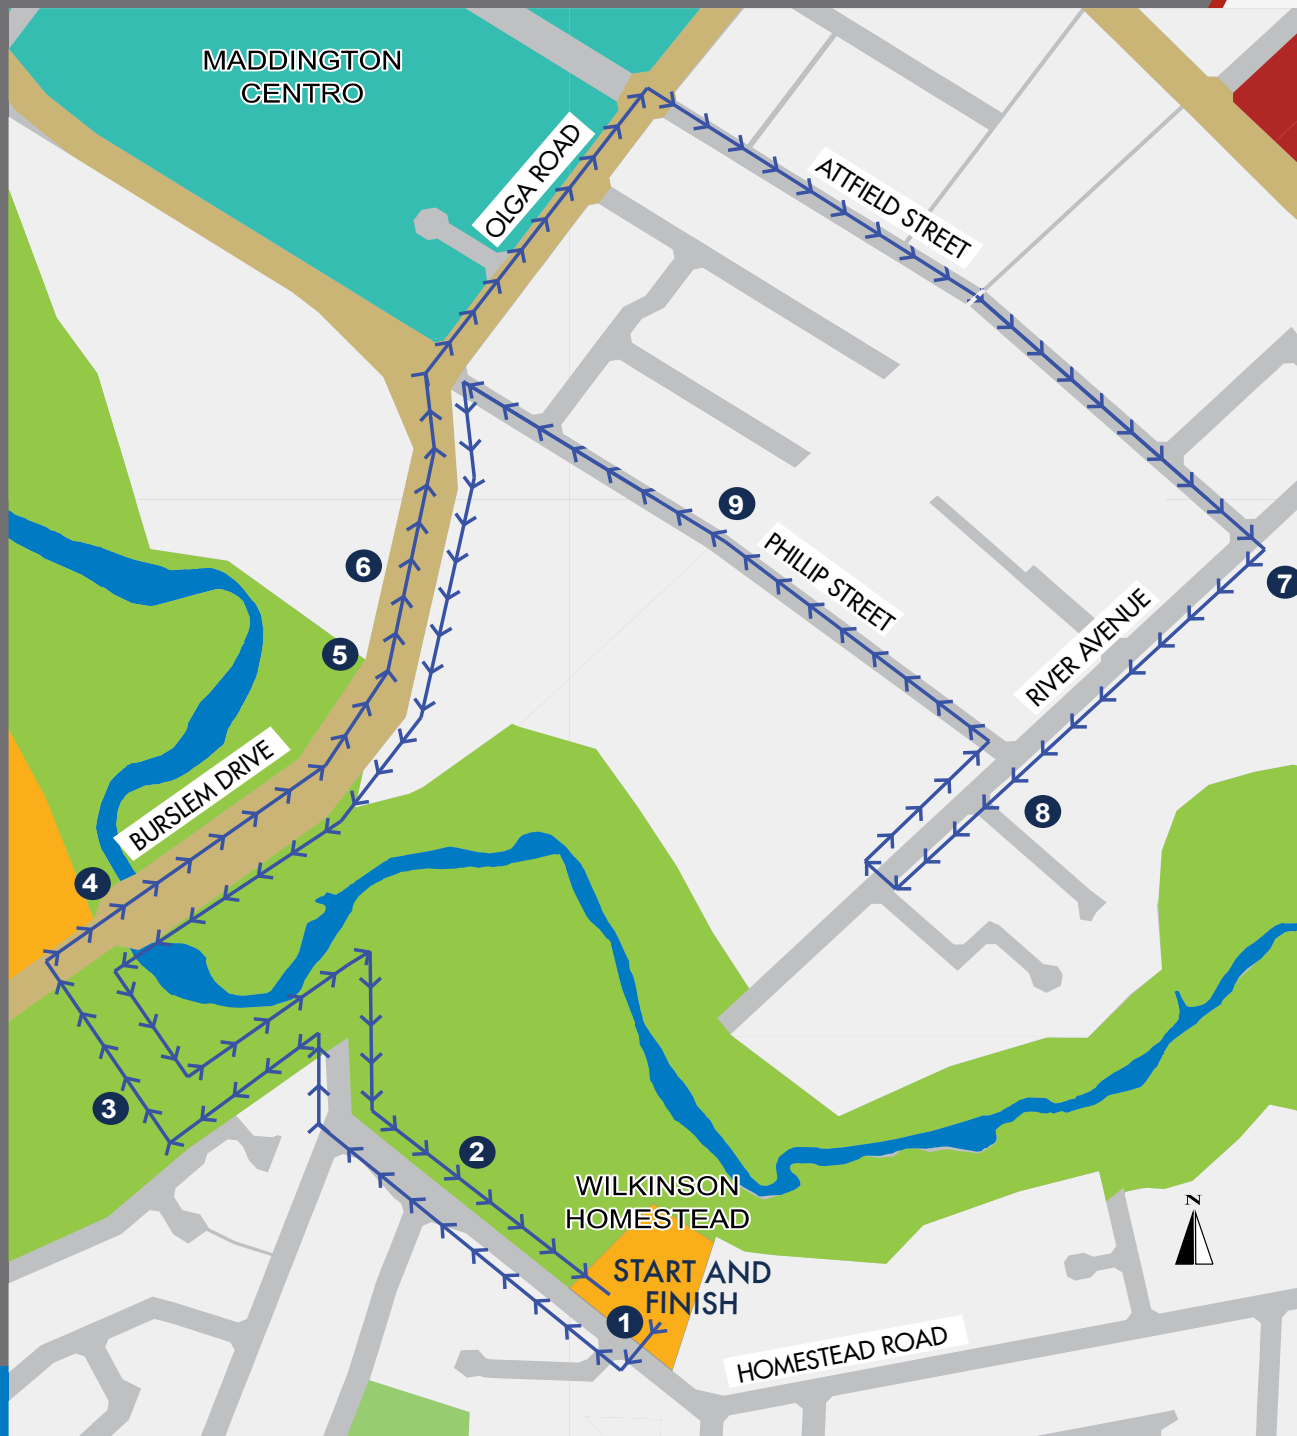 MADDINGTON
CENTRO
OLGA ROAD
ATTFIELD STREET
9
PHILLIP STREET
6
7
RIVER AVENUE
5
BURSLEM DRIVE
8
4
3
2
WILKINSON
HOMESTEAD
N
START AND
FINISH
1
HOMESTEAD ROAD